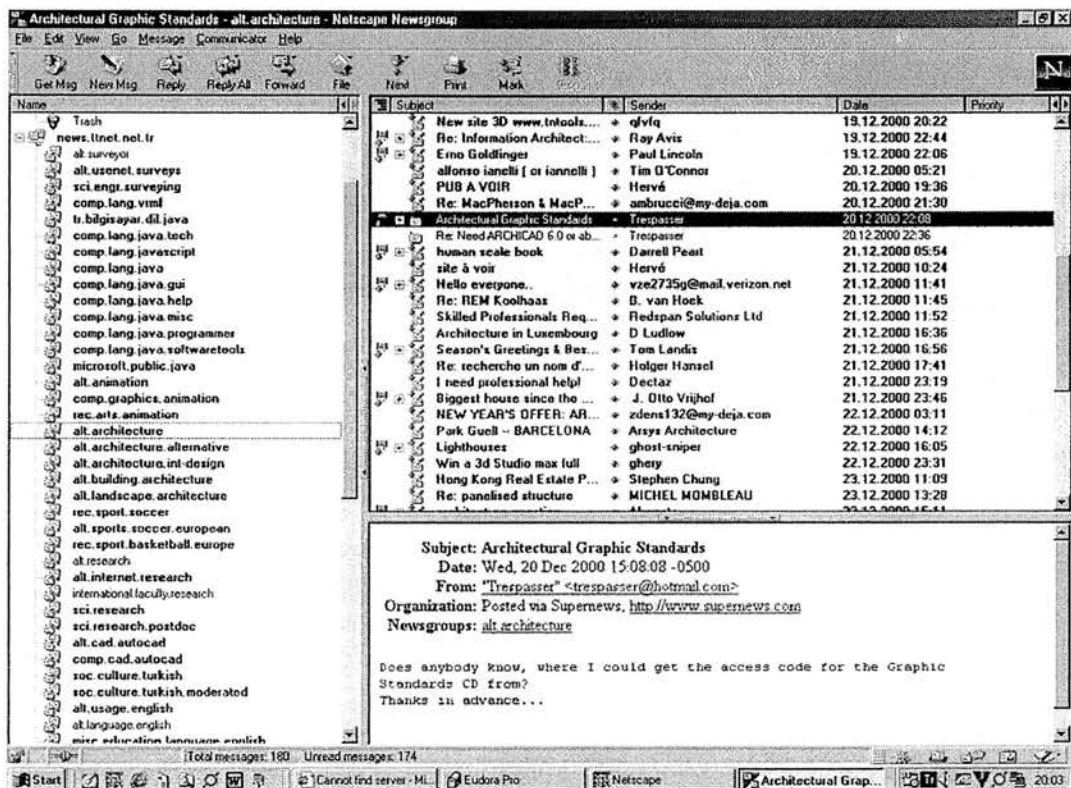 Architectural Graphic Standards - alt.architecture - Netscape Newsgroup
File Edit View Go Message Communicator Help
Get Msg New Msg Reply Reply All Forward File Next Print Mark
N
Name
Trash
news.ttnet.net.tr
alt.surveyor
alt.usenet.surveys
sci.engr.surveying
comp.lang.vrml
tr.bilgisayar.dil.java
comp.lang.java.tech
comp.lang.javascript
comp.lang.java
comp.lang.java.gui
comp.lang.java.help
comp.lang.java.misc
comp.lang.java.programmer
comp.lang.java.softwaretools
microsoft.public.java
alt.animation
comp.graphics.animation
rec.arts.animation
alt.architecture
alt.architecture.alternative
alt.architecture.int-design
alt.building.architecture
alt.landscape.architecture
rec.sport.soccer
alt.sports.soccer.european
rec.sport.basketball.europe
alt.research
alt.internet.research
international.faculty.research
sci.research
sci.research.postdoc
alt.cad.autocad
comp.cad.autocad
soc.culture.turkish
soc.culture.turkish.moderated
alt.usage.english
alt.language.english
misc.education.language.english
Subject Sender Date Priority
New site 3D www.tntools.... qfvfq 19.12.2000 20:22
Re: Information Architect:... Ray Avis 19.12.2000 22:44
Erno Goldfinger Paul Lincoln 19.12.2000 22:06
alfonso ianelli [ or iannelli ] Tim O'Connor 20.12.2000 05:21
PUB A VOIR Hervé 20.12.2000 19:36
Re: MacPherson & MacP... ambrucci@my-deja.com 20.12.2000 21:30
Architectural Graphic Standards Trespasser 20.12.2000 22:08
Re: Need ARCHICAD 6.0 or ab... Trespasser 20.12.2000 22:36
human scale book Darrell Pearl 21.12.2000 05:54
site à voir Hervé 21.12.2000 10:24
Hello everyone.. vze2735g@mail.verizon.net 21.12.2000 11:41
Re: REM Koolhaas B. van Hoek 21.12.2000 11:45
Skilled Professionals Req... Redspan Solutions Ltd 21.12.2000 11:52
Architecture in Luxembourg D Ludlow 21.12.2000 16:36
Season's Greetings & Bes... Tom Landis 21.12.2000 16:56
Re: recherche un nom d'... Holger Hansel 21.12.2000 17:41
I need professional help! Dectaz 21.12.2000 23:19
Biggest house since the ... J. Otto Vrijhof 21.12.2000 23:46
NEW YEAR'S OFFER: AR... zdens132@my-deja.com 22.12.2000 03:11
Park Guell -- BARCELONA Arsys Architecture 22.12.2000 14:12
Lighthouses ghost-sniper 22.12.2000 16:05
Win a 3d Studio max full ghery 22.12.2000 23:31
Hong Kong Real Estate P... Stephen Chung 23.12.2000 11:09
Re: panelised structure MICHEL MOMBLEAU 23.12.2000 13:28
Subject: Architectural Graphic Standards
Date: Wed, 20 Dec 2000 15:08:08 -0500
From: "Trespasser" <trespasser@hotmail.com>
Organization: Posted via Supernews, http://www.supernews.com
Newsgroups: alt.architecture
Does anybody know, where I could get the access code for the Graphic
Standards CD from?
Thanks in advance...
Total messages: 180 Unread messages: 174
Start Cannot find server - Mi... Eudora Pro Netscape Architectural Grap... 20:03